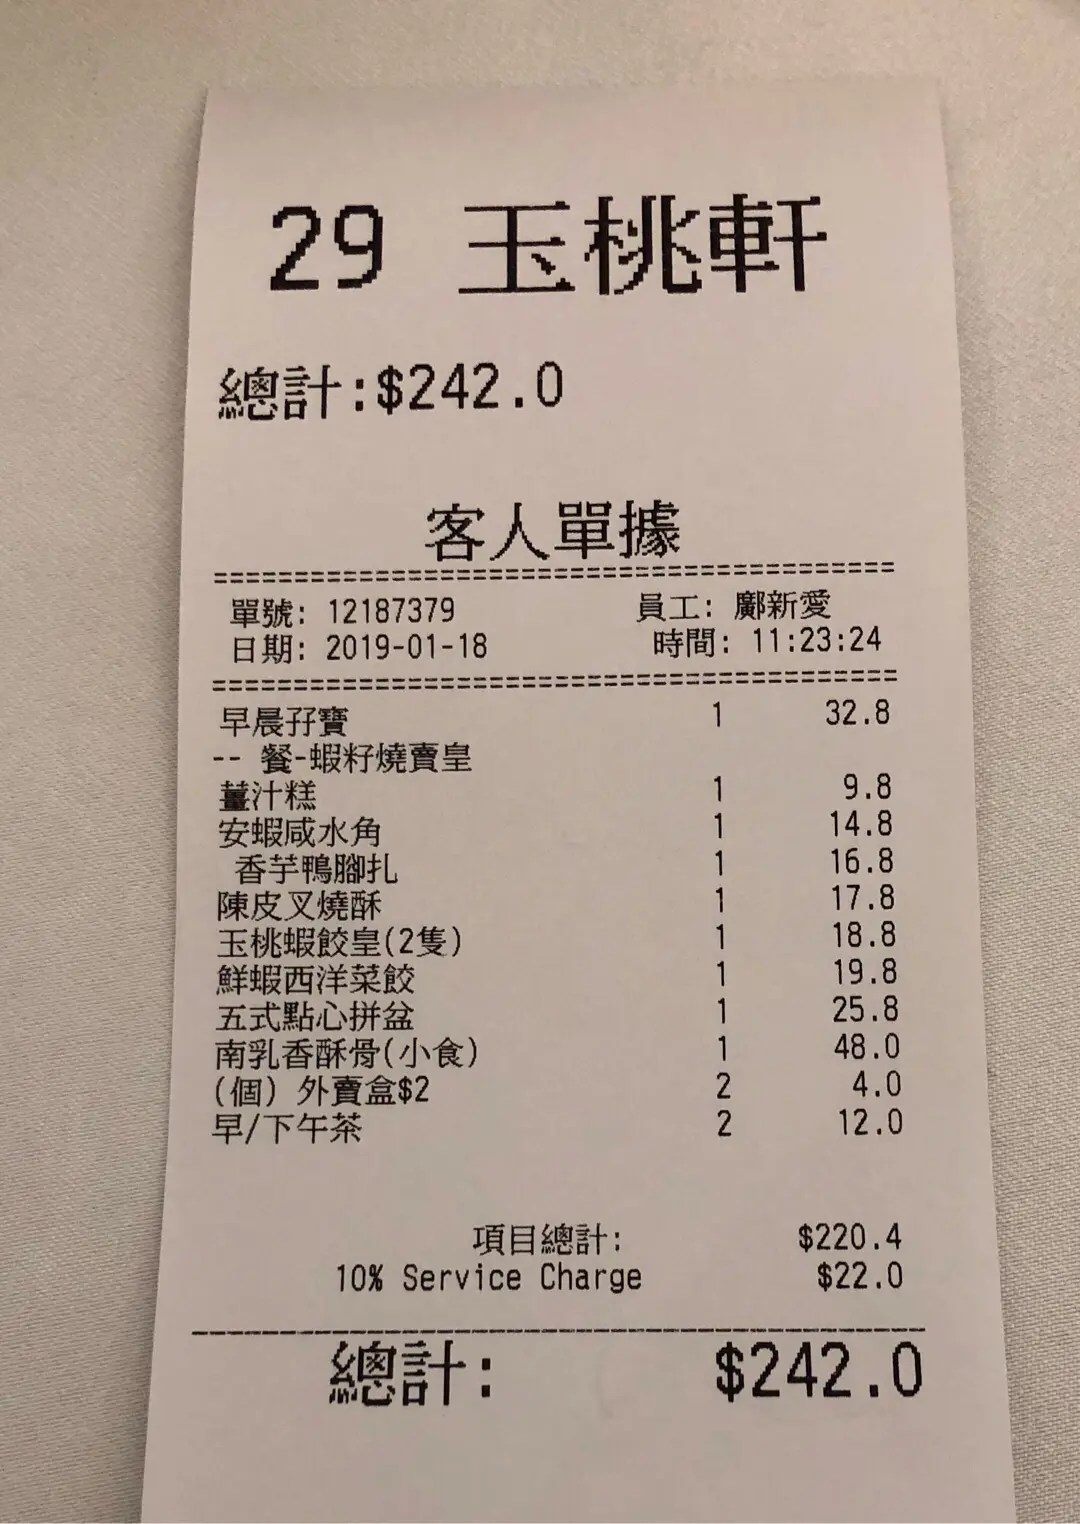 29 玉桃軒
總計:$242.0
客人單據
========================================
單號: 12187379 員工: 鄺新愛
日期: 2019-01-18 時間: 11:23:24
========================================
早晨孖寶 1 32.8
-- 餐-蝦籽燒賣皇
薑汁糕 1 9.8
安蝦咸水角 1 14.8
香芋鴨腳扎 1 16.8
陳皮叉燒酥 1 17.8
玉桃蝦餃皇(2隻) 1 18.8
鮮蝦西洋菜餃 1 19.8
五式點心拼盆 1 25.8
南乳香酥骨(小食) 1 48.0
(個) 外賣盒$2 2 4.0
早/下午茶 2 12.0
項目總計: $220.4
10% Service Charge $22.0
總計: $242.0